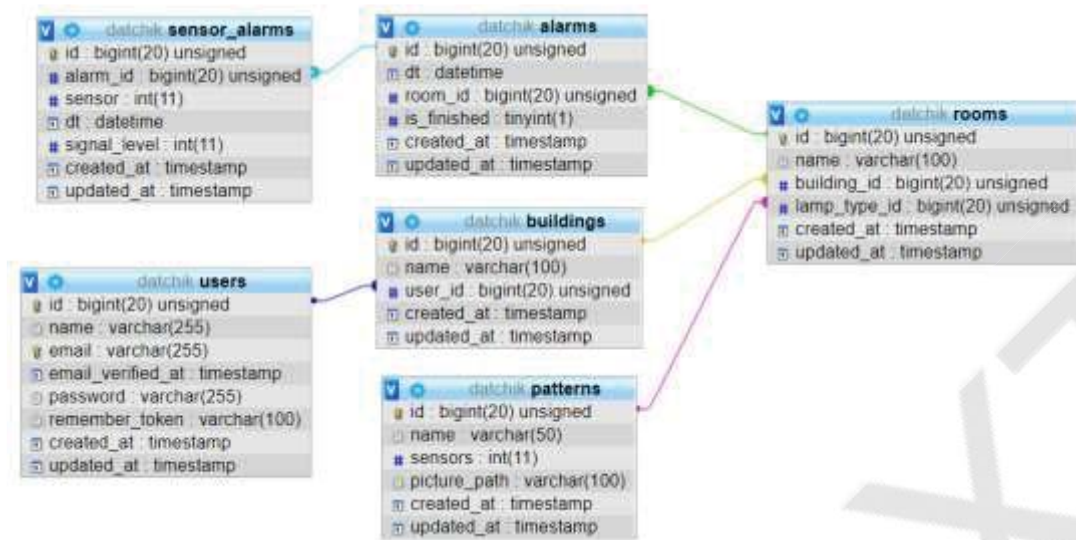 datchik sensor_alarms
id : bigint(20) unsigned
alarm_id : bigint(20) unsigned
sensor : int(11)
dt : datetime
signal_level : int(11)
created_at : timestamp
updated_at : timestamp
datchik alarms
id : bigint(20) unsigned
dt : datetime
room_id : bigint(20) unsigned
is_finished : tinyint(1)
created_at : timestamp
updated_at : timestamp
datchik rooms
id : bigint(20) unsigned
name : varchar(100)
building_id : bigint(20) unsigned
lamp_type_id : bigint(20) unsigned
created_at : timestamp
updated_at : timestamp
datchik buildings
id : bigint(20) unsigned
name : varchar(100)
user_id : bigint(20) unsigned
created_at : timestamp
updated_at : timestamp
datchik users
id : bigint(20) unsigned
name : varchar(255)
email : varchar(255)
email_verified_at : timestamp
password : varchar(255)
remember_token : varchar(100)
created_at : timestamp
updated_at : timestamp
datchik patterns
id : bigint(20) unsigned
name : varchar(50)
sensors : int(11)
picture_path : varchar(100)
created_at : timestamp
updated_at : timestamp